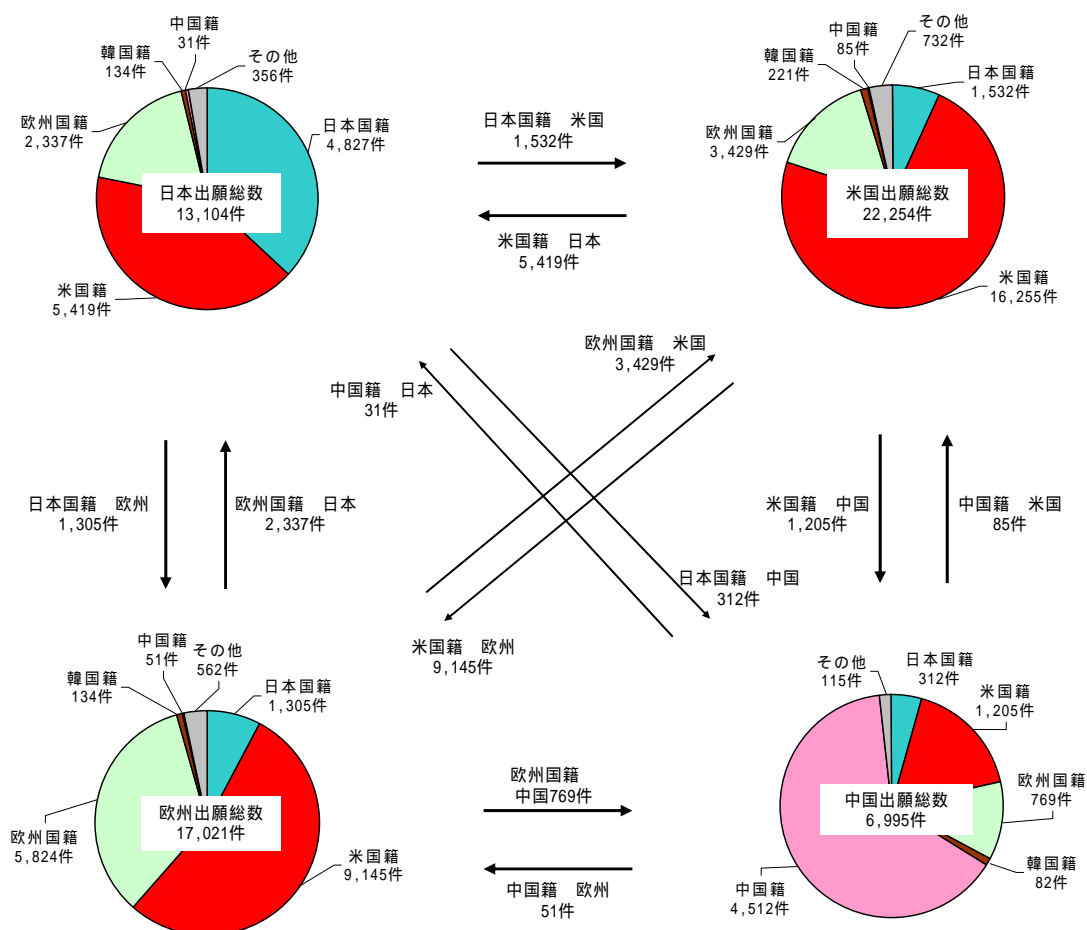 中国籍
31件
韓国籍
134件
その他
356件
欧州国籍
2,337件
日本国籍
4,827件
日本出願総数
13,104件
米国籍
5,419件
日本国籍　米国
1,532件
米国籍　日本
5,419件
中国籍
85件
その他
732件
韓国籍
221件
日本国籍
1,532件
欧州国籍
3,429件
米国出願総数
22,254件
米国籍
16,255件
欧州国籍　米国
3,429件
中国籍　日本
31件
日本国籍　欧州
1,305件
欧州国籍　日本
2,337件
米国籍　中国
1,205件
中国籍　米国
85件
日本国籍　中国
312件
米国籍　欧州
9,145件
中国籍
51件
その他
562件
韓国籍
134件
日本国籍
1,305件
欧州出願総数
17,021件
欧州国籍
5,824件
米国籍
9,145件
欧州国籍
中国769件
中国籍　欧州
51件
その他
115件
日本国籍
312件
米国籍
1,205件
欧州国籍
769件
中国出願総数
6,995件
韓国籍
82件
中国籍
4,512件